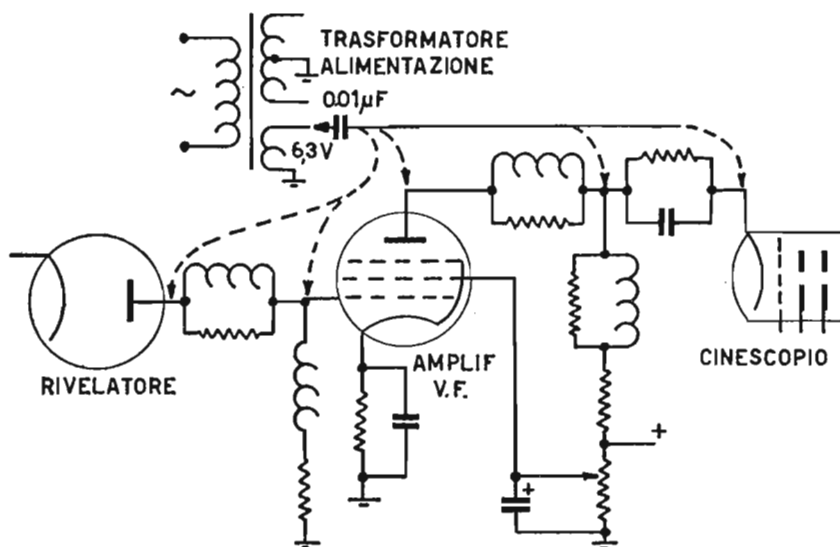 TRASFORMATORE
ALIMENTAZIONE
~
0.01µF
6,3V
RIVELATORE
AMPLIF
V.F.
CINESCOPIO
+
+